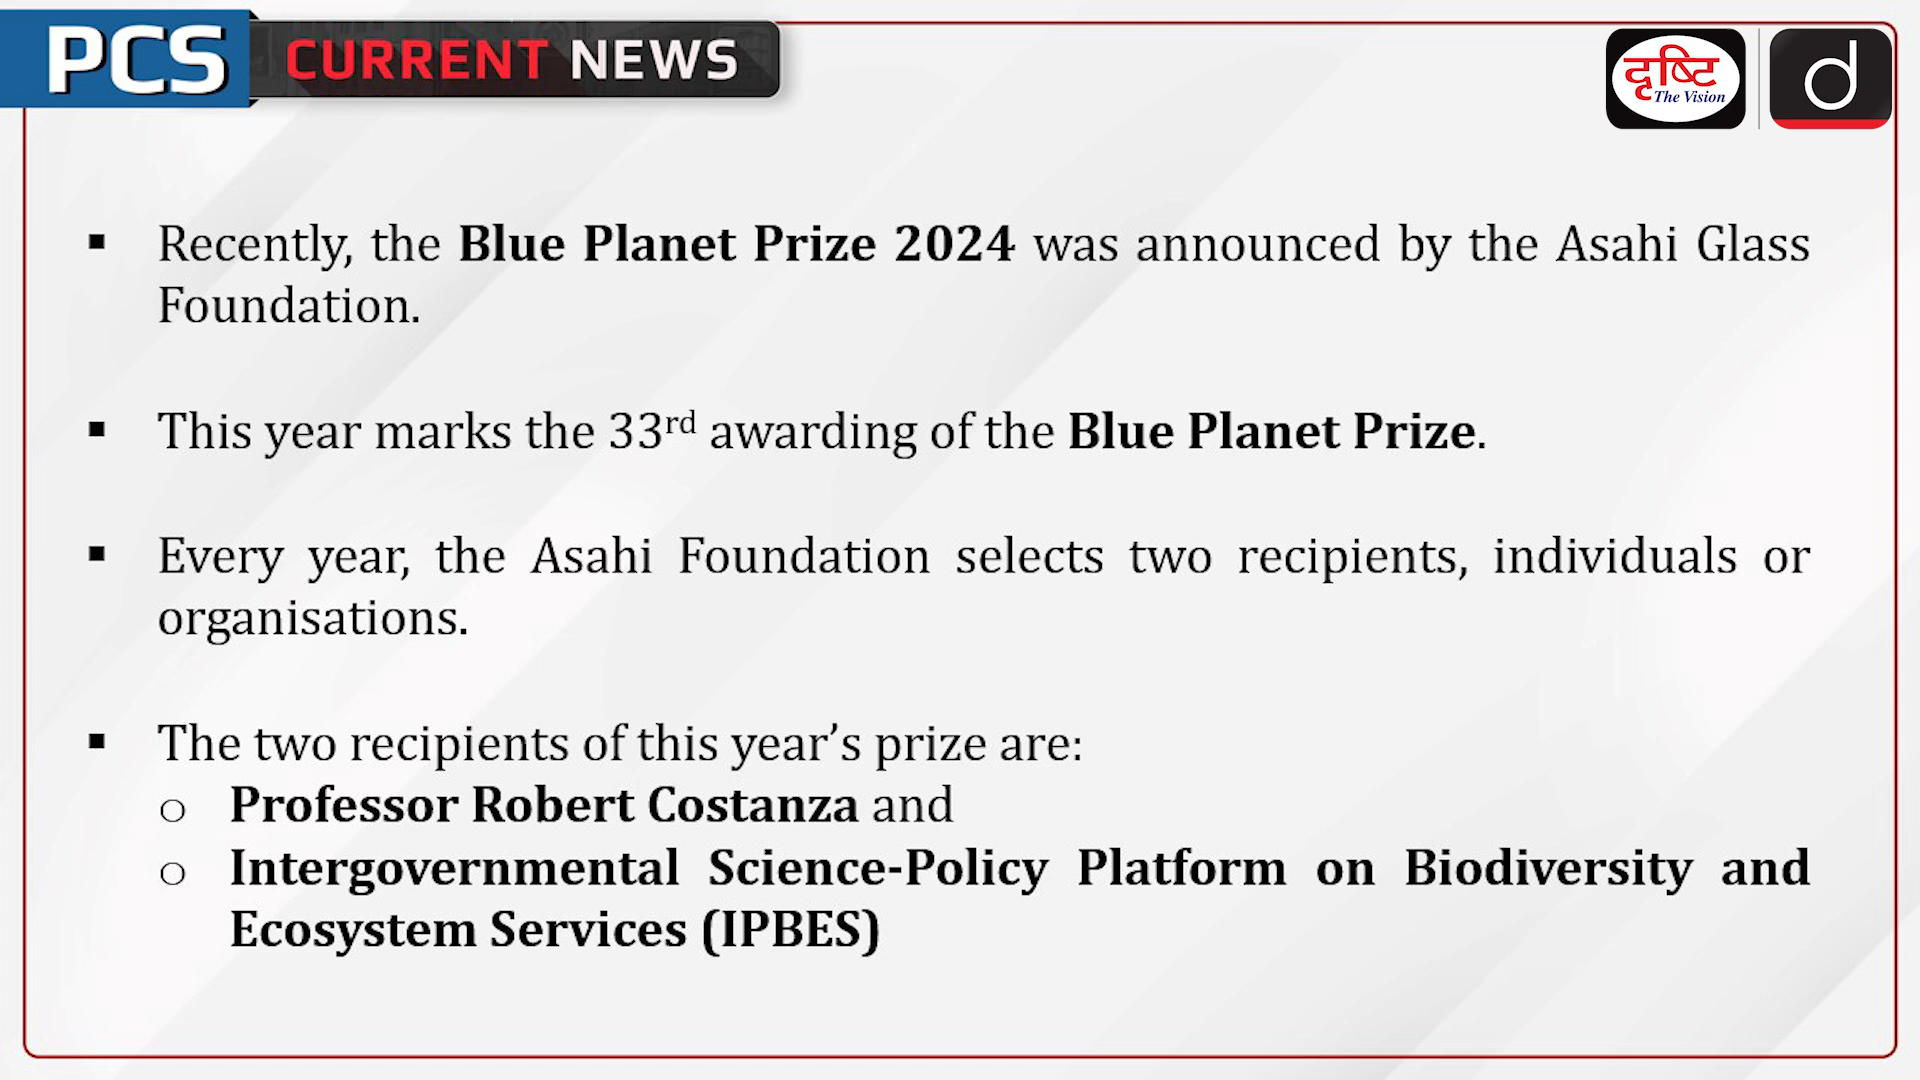 PCS CURRENT NEWS
दृष्टि
The Vision
d
▪ Recently, the Blue Planet Prize 2024 was announced by the Asahi Glass
Foundation.
▪ This year marks the 33rd awarding of the Blue Planet Prize.
▪ Every year, the Asahi Foundation selects two recipients, individuals or
organisations.
▪ The two recipients of this year’s prize are:
o Professor Robert Costanza and
o Intergovernmental Science-Policy Platform on Biodiversity and
Ecosystem Services (IPBES)